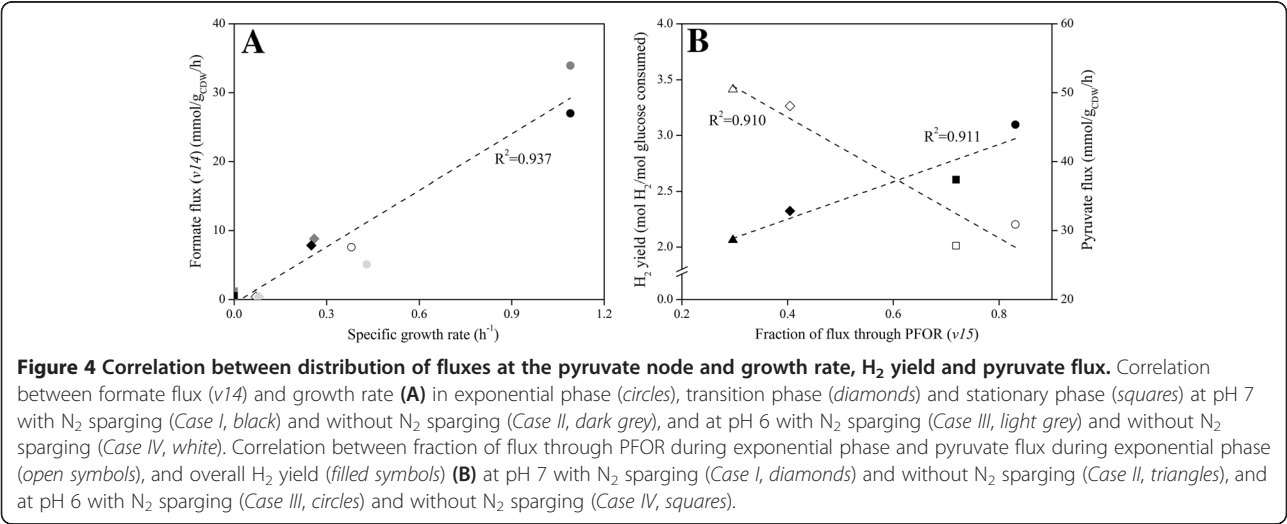 A
Formate flux (v14) (mmol/gCDW/h)
40
30
20
10
0
R²=0.937
0.0 0.3 0.6 0.9 1.2
Specific growth rate (h⁻¹)
B
H₂ yield (mol H₂/mol glucose consumed)
4.0
3.5
3.0
2.5
2.0
0.0
R²=0.910
R²=0.911
60
50
40
30
20
Pyruvate flux (mmol/gCDW/h)
0.2 0.4 0.6 0.8
Fraction of flux through PFOR (v15)
Figure 4 Correlation between distribution of fluxes at the pyruvate node and growth rate, H₂ yield and pyruvate flux. Correlation
between formate flux (v14) and growth rate (A) in exponential phase (circles), transition phase (diamonds) and stationary phase (squares) at pH 7
with N₂ sparging (Case I, black) and without N₂ sparging (Case II, dark grey), and at pH 6 with N₂ sparging (Case III, light grey) and without N₂
sparging (Case IV, white). Correlation between fraction of flux through PFOR during exponential phase and pyruvate flux during exponential phase
(open symbols), and overall H₂ yield (filled symbols) (B) at pH 7 with N₂ sparging (Case I, diamonds) and without N₂ sparging (Case II, triangles), and
at pH 6 with N₂ sparging (Case III, circles) and without N₂ sparging (Case IV, squares).